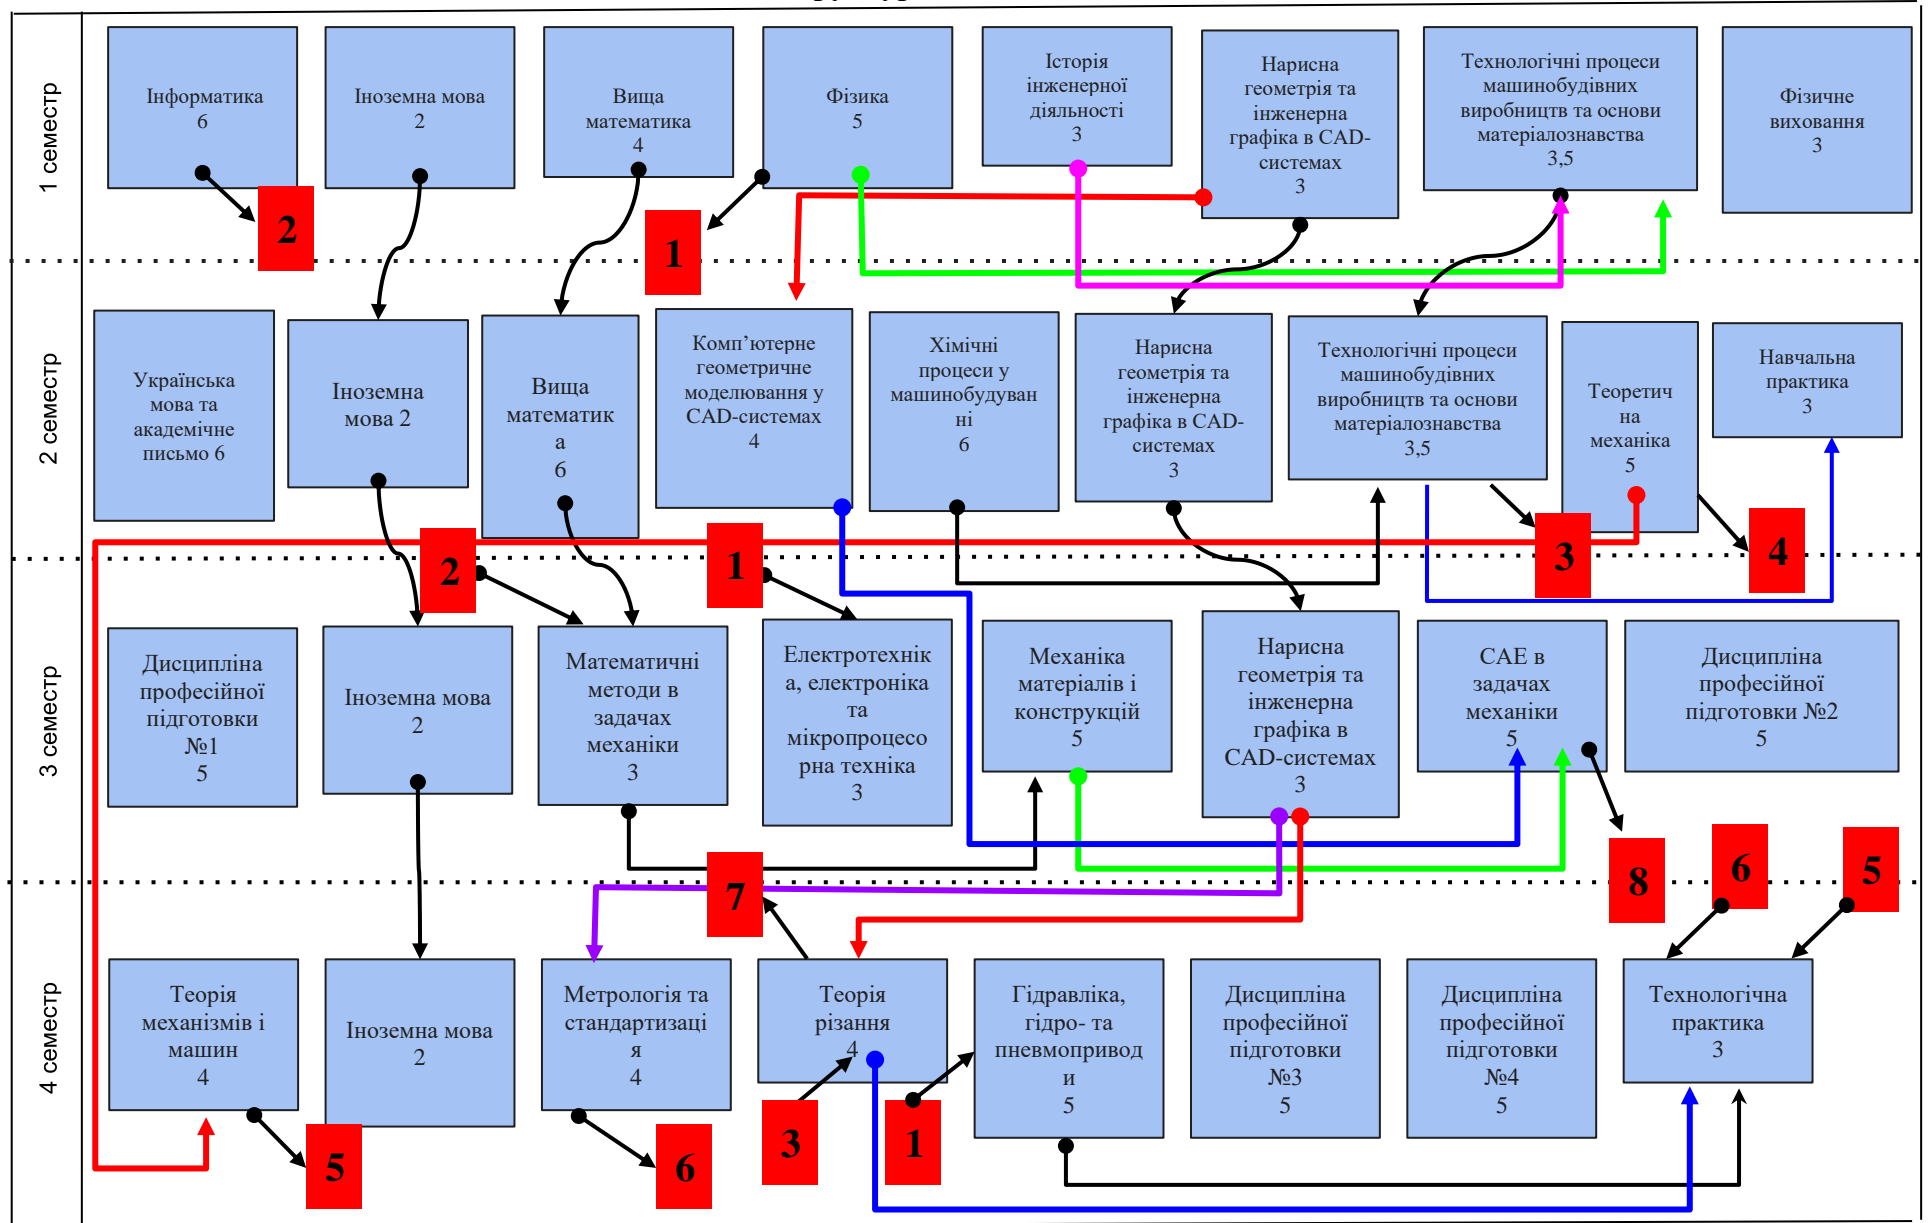 1 семестр
Інформатика
6
Іноземна мова
2
Вища
математика
4
Фізика
5
Історія
інженерної
діяльності
3
Нарисна
геометрія та
інженерна
графіка в CAD-
системах
3
Технологічні процеси
машинобудівних
виробництв та основи
матеріалознавства
3,5
Фізичне
виховання
3
2
1
2 семестр
Українська
мова та
академічне
письмо 6
Іноземна
мова 2
Вища
математик
а
6
Комп’ютерне
геометричне
моделювання у
CAD-системах
4
Хімічні
процеси у
машинобудуван
ні
6
Нарисна
геометрія та
інженерна
графіка в CAD-
системах
3
Технологічні процеси
машинобудівних
виробництв та основи
матеріалознавства
3,5
Теоретич
на
механіка
5
Навчальна
практика
3
2
1
3
4
3 семестр
Дисципліна
професійної
підготовки
№1
5
Іноземна мова
2
Математичні
методи в
задачах
механіки
3
Електротехнік
а, електроніка
та
мікропроцесо
рна техніка
3
Механіка
матеріалів і
конструкцій
5
Нарисна
геометрія та
інженерна
графіка в
CAD-системах
3
CAE в
задачах
механіки
5
Дисципліна
професійної
підготовки №2
5
7
8
6
5
4 семестр
Теорія
механізмів і
машин
4
Іноземна мова
2
Метрологія та
стандартизаці
я
4
Теорія
різання
4
Гідравліка,
гідро- та
пневмопривод
и
5
Дисципліна
професійної
підготовки
№3
5
Дисципліна
професійної
підготовки
№4
5
Технологічна
практика
3
5
6
3
1